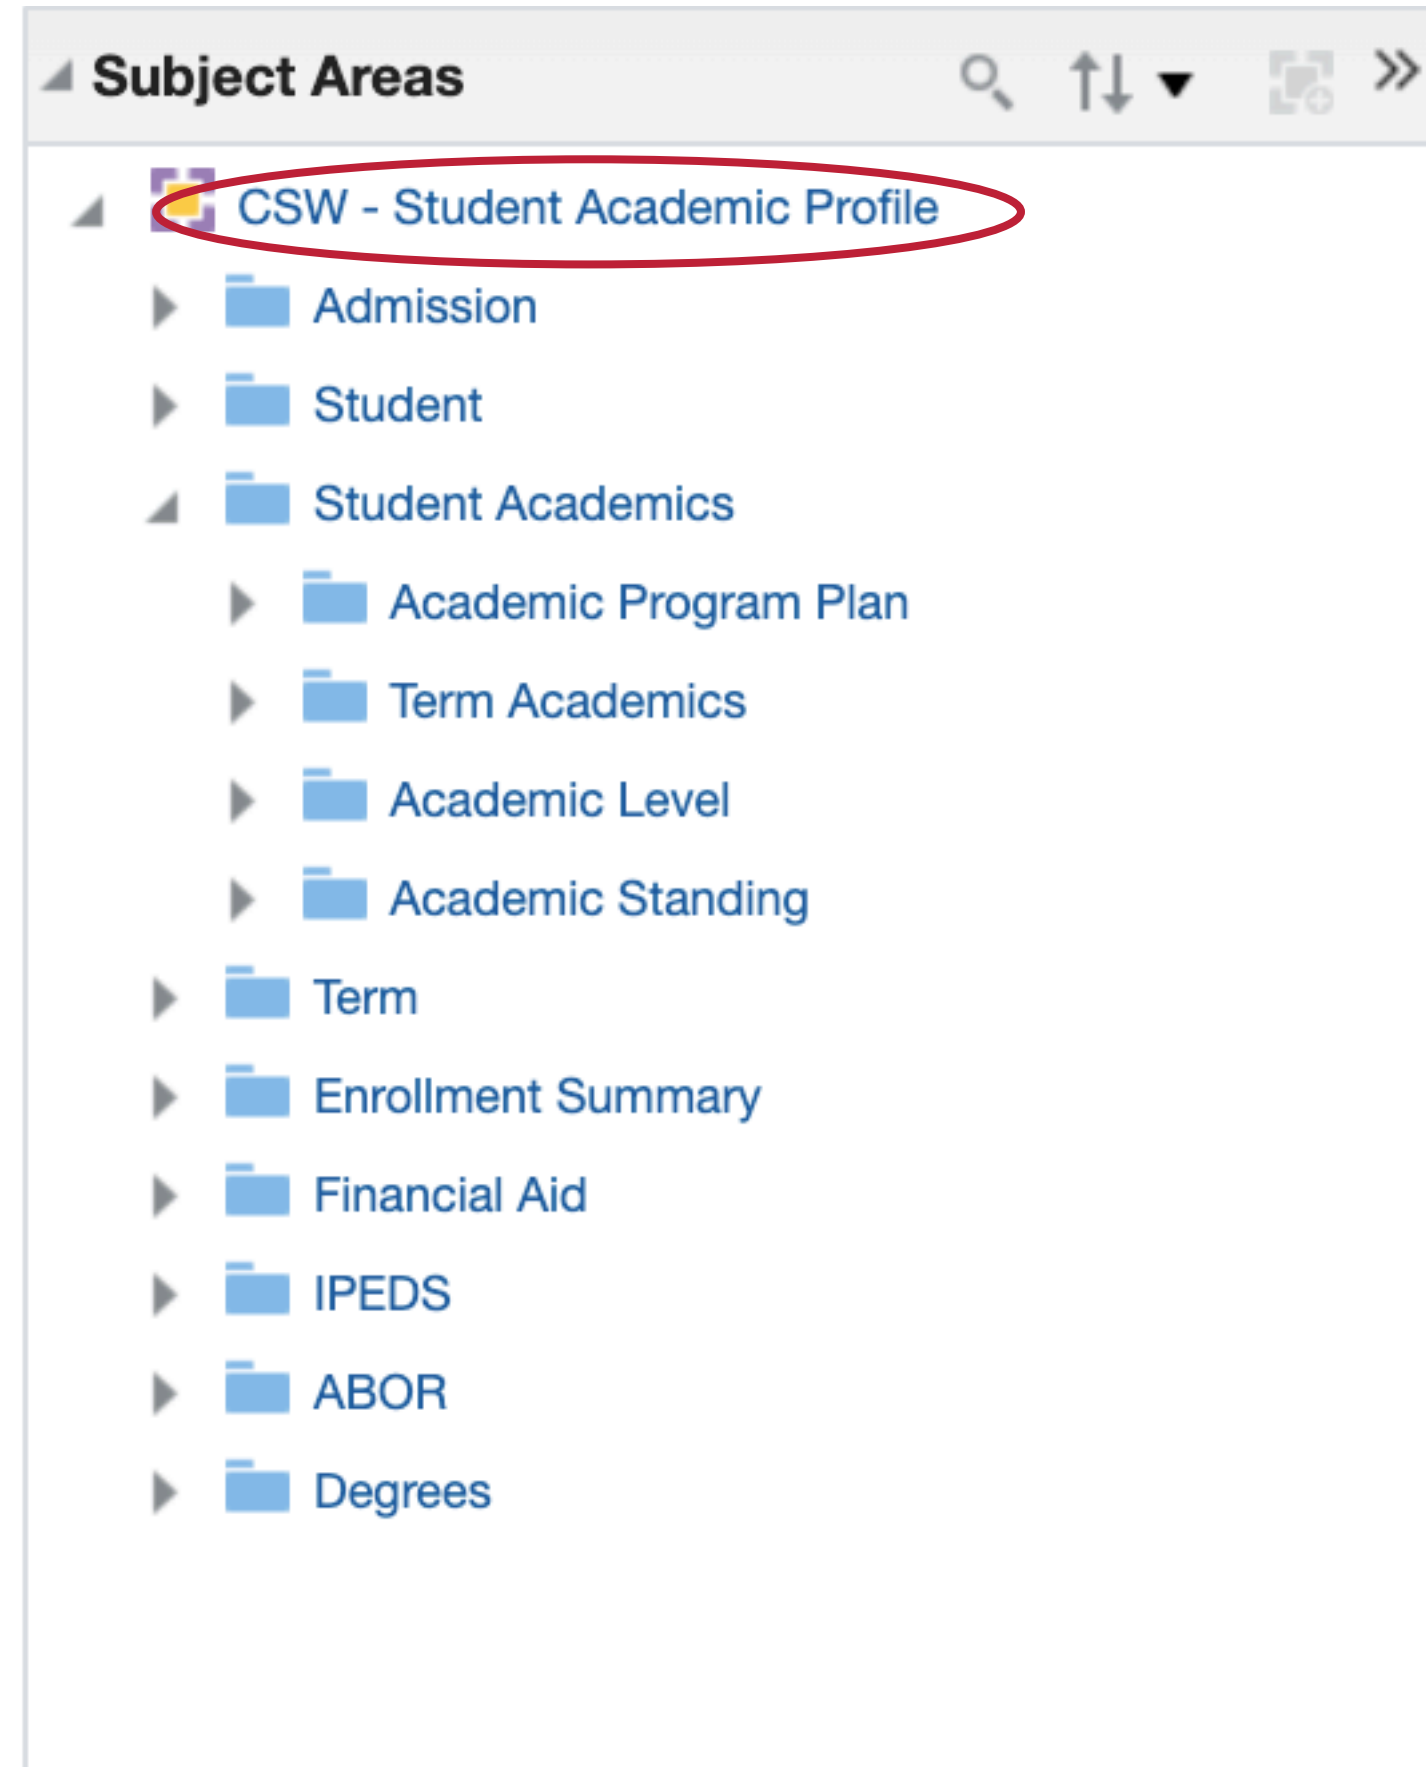 Subject Areas
CSW - Student Academic Profile
Admission
Student
Student Academics
Academic Program Plan
Term Academics
Academic Level
Academic Standing
Term
Enrollment Summary
Financial Aid
IPEDS
ABOR
Degrees